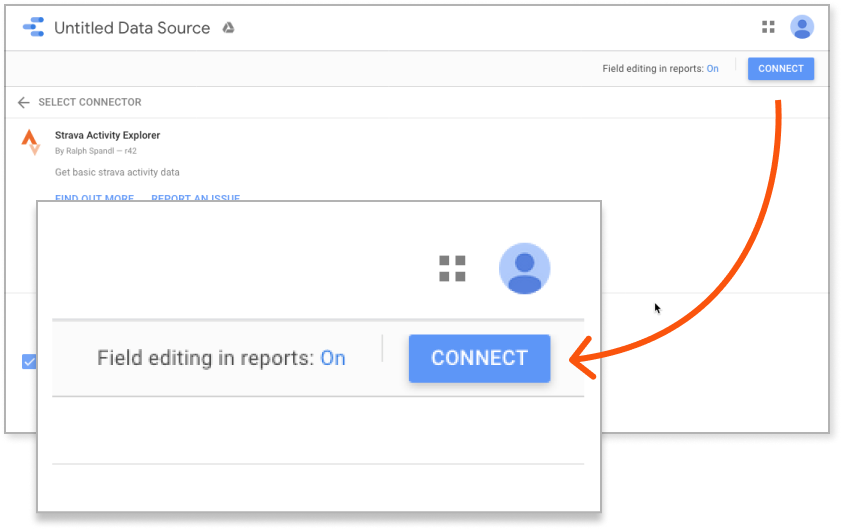 Untitled Data Source
Field editing in reports: On
CONNECT
SELECT CONNECTOR
Strava Activity Explorer
By Ralph Spandl – r42
Get basic strava activity data
FIND OUT MORE REPORT AN ISSUE
Field editing in reports: On
CONNECT